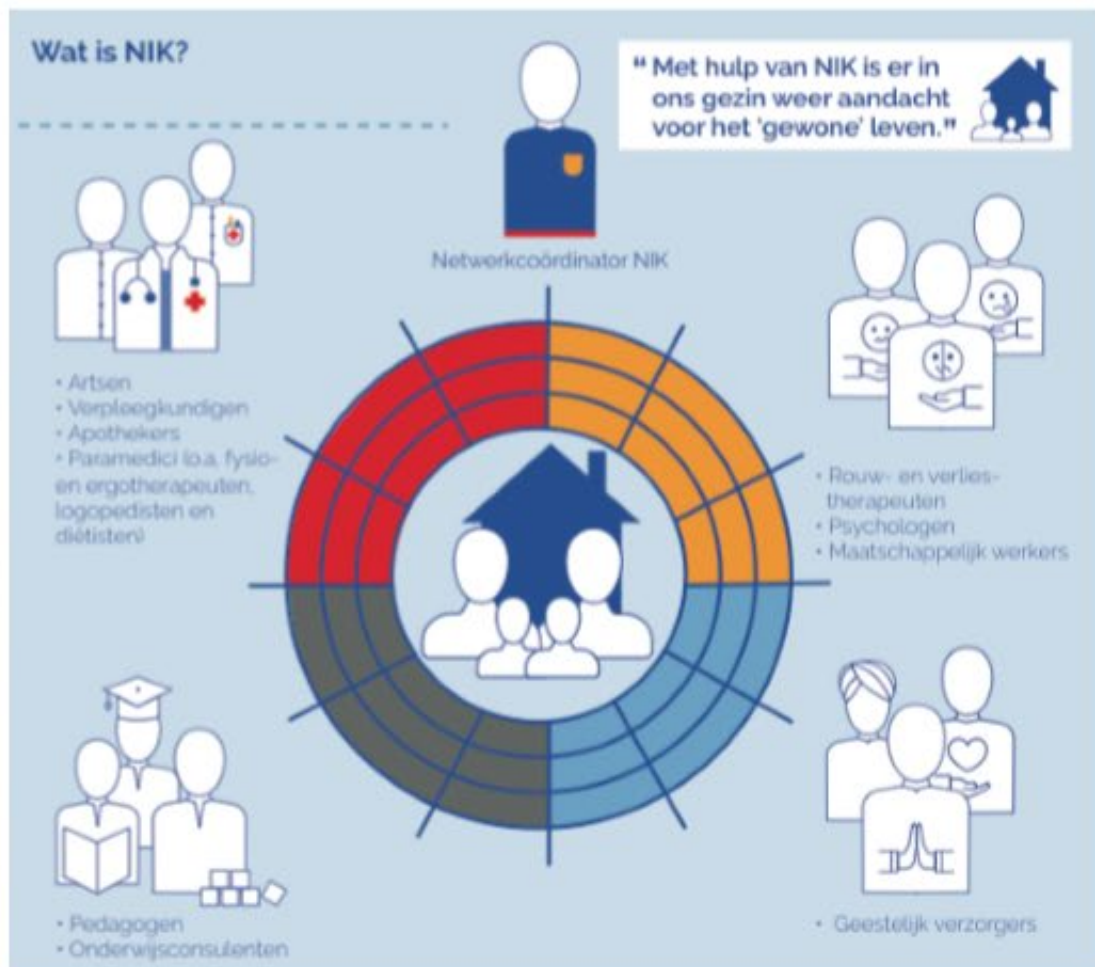 Wat is NIK?
“ Met hulp van NIK is er in
ons gezin weer aandacht
voor het ‘gewone’ leven.”
Netwerkcoördinator NIK
• Artsen
• Verpleegkundigen
• Apothekers
• Paramedici (o.a. fysio-
en ergotherapeuten,
logopedisten en
diëtisten)
• Rouw- en verlies-
therapeuten
• Psychologen
• Maatschappelijk werkers
• Pedagogen
• Onderwijsconsulenten
• Geestelijk verzorgers